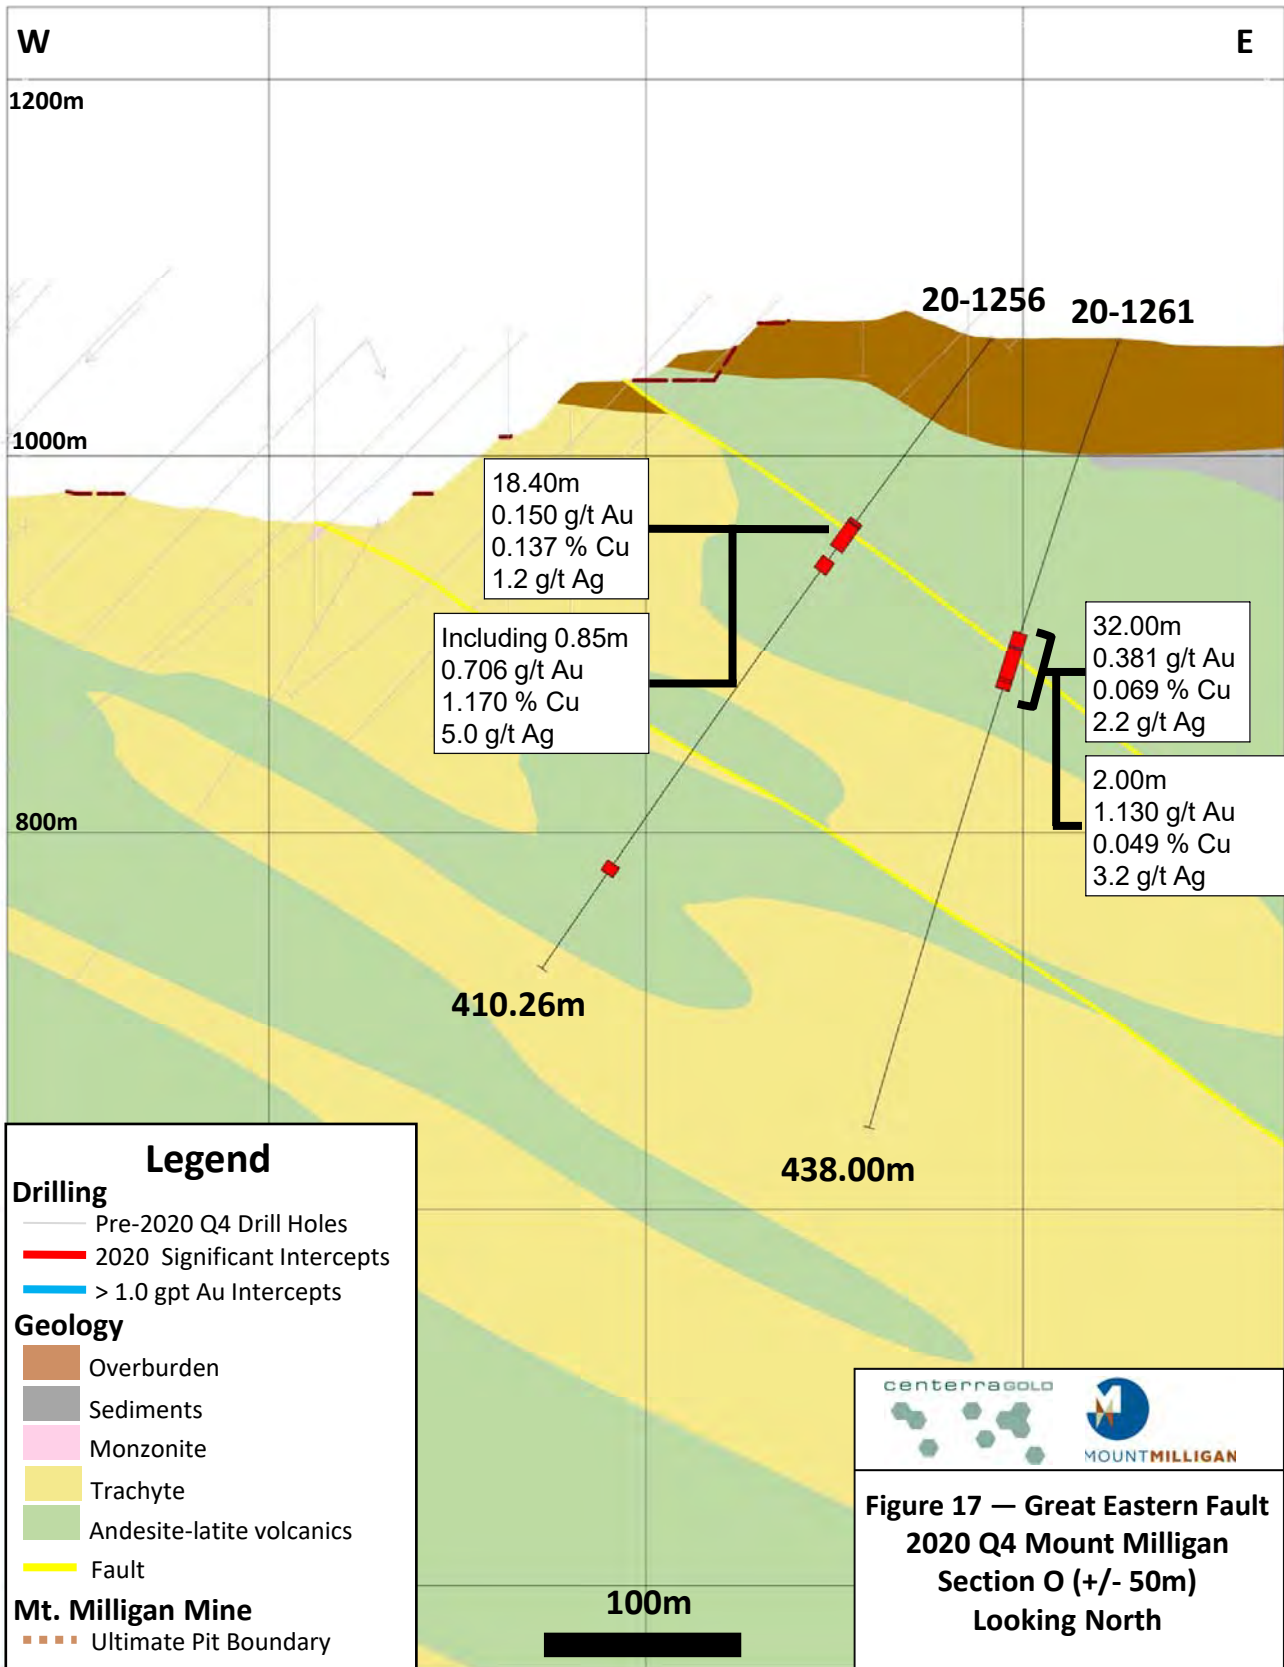 W
E
1200m
20-1256
20-1261
1000m
18.40m
0.150 g/t Au
0.137 % Cu
1.2 g/t Ag
Including 0.85m
0.706 g/t Au
1.170 % Cu
5.0 g/t Ag
32.00m
0.381 g/t Au
0.069 % Cu
2.2 g/t Ag
2.00m
1.130 g/t Au
0.049 % Cu
3.2 g/t Ag
800m
410.26m
438.00m
Legend
Drilling
Pre-2020 Q4 Drill Holes
2020 Significant Intercepts
> 1.0 gpt Au Intercepts
Geology
Overburden
Sediments
Monzonite
Trachyte
Andesite-latite volcanics
Fault
Mt. Milligan Mine
Ultimate Pit Boundary
100m
centerraGOLD
MOUNTMILLIGAN
Figure 17 — Great Eastern Fault
2020 Q4 Mount Milligan
Section O (+/- 50m)
Looking North